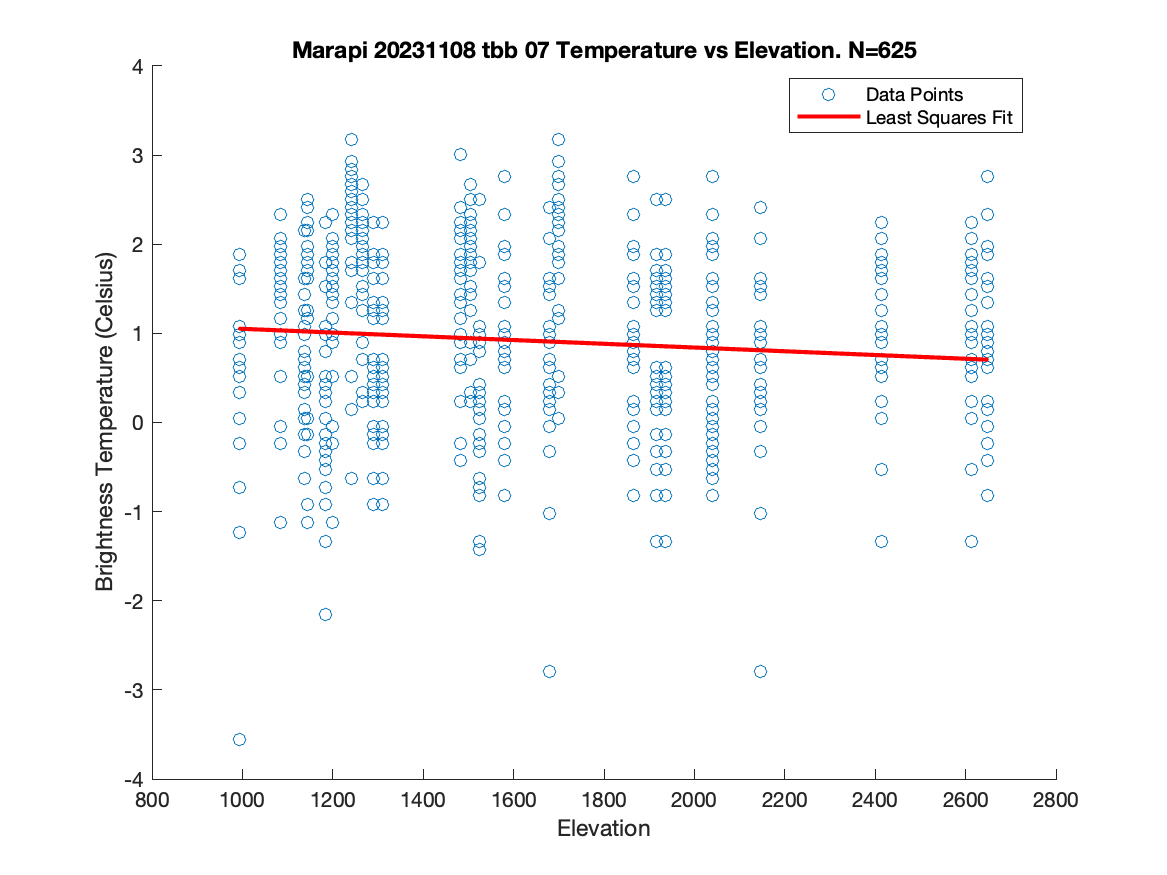 Marapi 20231108 tbb 07 Temperature vs Elevation. N=625
Data Points
Least Squares Fit
4
3
2
1
0
-1
-2
-3
-4
Brightness Temperature (Celsius)
800 1000 1200 1400 1600 1800 2000 2200 2400 2600 2800
Elevation